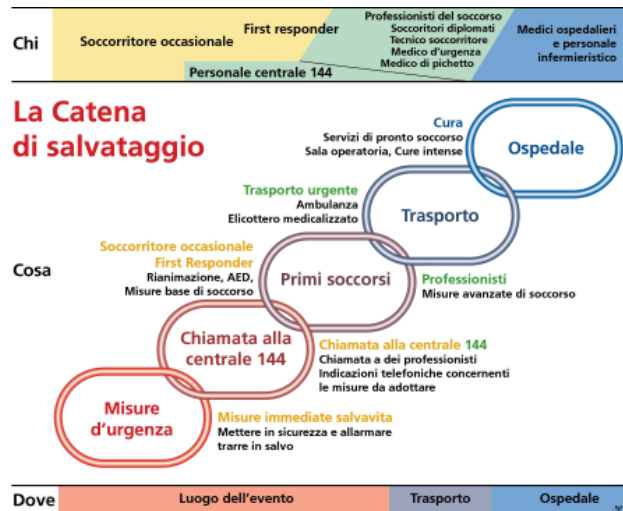 Chi
Soccorritore occasionale
First responder
Personale centrale 144
Professionisti del soccorso
Soccoritori diplomati
Tecnico soccorritore
Medico d'urgenza
Medico di pichetto
Medici ospedalieri
e personale
infermieristico
La Catena
di salvataggio
Cura
Servizi di pronto soccorso
Sala operatoria, Cure intense
Ospedale
Trasporto urgente
Ambulanza
Elicottero medicalizzato
Trasporto
Cosa
Soccorritore occasionale
First Responder
Rianimazione, AED,
Misure base di soccorso
Primi soccorsi
Professionisti
Misure avanzate di soccorso
Chiamata alla
centrale 144
Chiamata alla centrale 144
Chiamata a dei professionisti
Indicazioni telefoniche concernenti
le misure da adottare
Misure
d'urgenza
Misure immediate salvavita
Mettere in sicurezza e allarmare
trarre in salvo
Dove
Luogo dell'evento
Trasporto
Ospedale